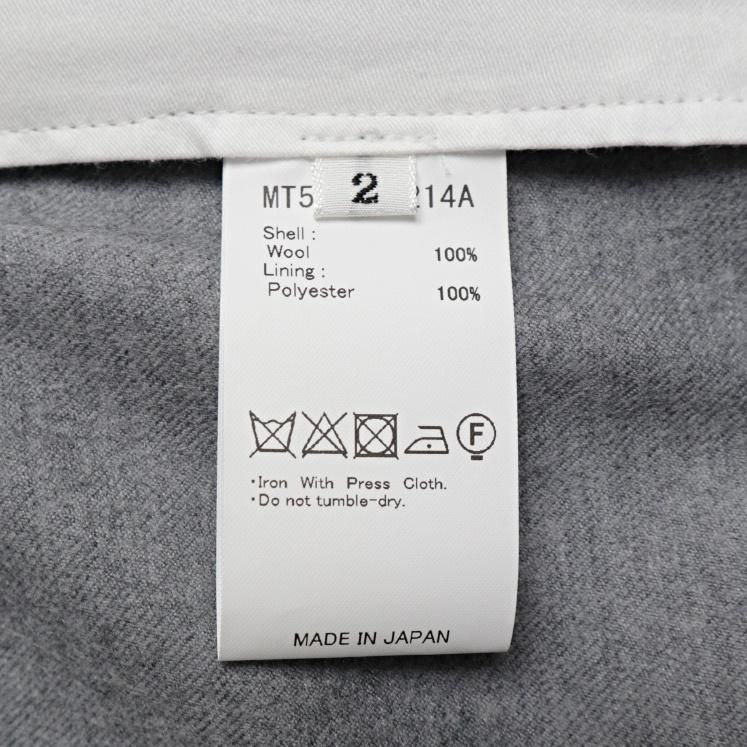 2
MT5 214A
Shell :
Wool 100%
Lining :
Polyester 100%
F
・Iron With Press Cloth.
・Do not tumble-dry.
MADE IN JAPAN